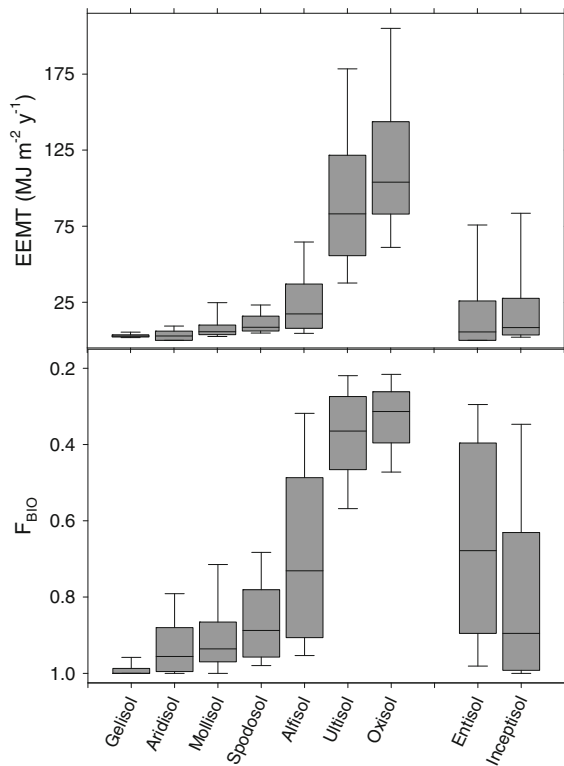 EEMT (MJ m⁻² y⁻¹)
175
125
75
25
F_BIO
0.2
0.4
0.6
0.8
1.0
Gelisol
Aridisol
Mollisol
Spodosol
Alfisol
Ultisol
Oxisol
Entisol
Inceptisol